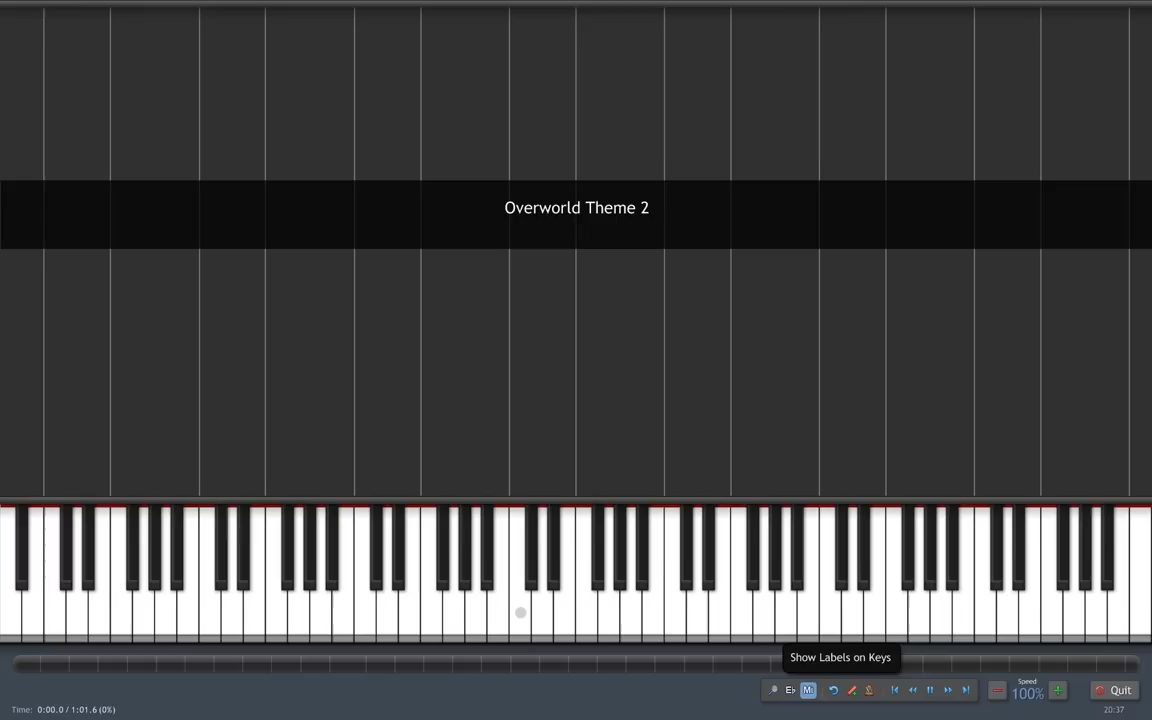 Overworld Theme 2
Show Labels on Keys
Speed
100%
Quit
Time: 0:00.0 / 1:01.6 (0%)
20:37